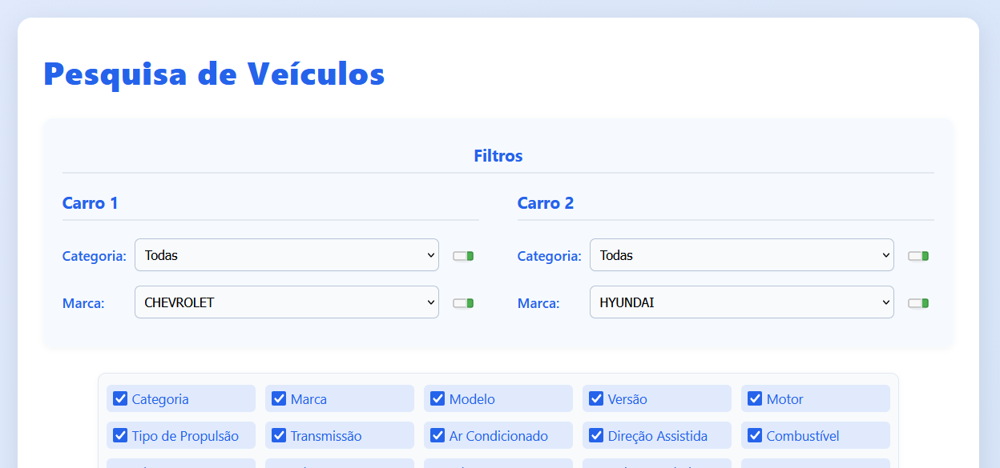 Pesquisa de Veículos
Filtros
Carro 1
Carro 2
Categoria: Todas
Categoria: Todas
Marca: CHEVROLET
Marca: HYUNDAI
Categoria Marca Modelo Versão Motor
Tipo de Propulsão Transmissão Ar Condicionado Direção Assistida Combustível